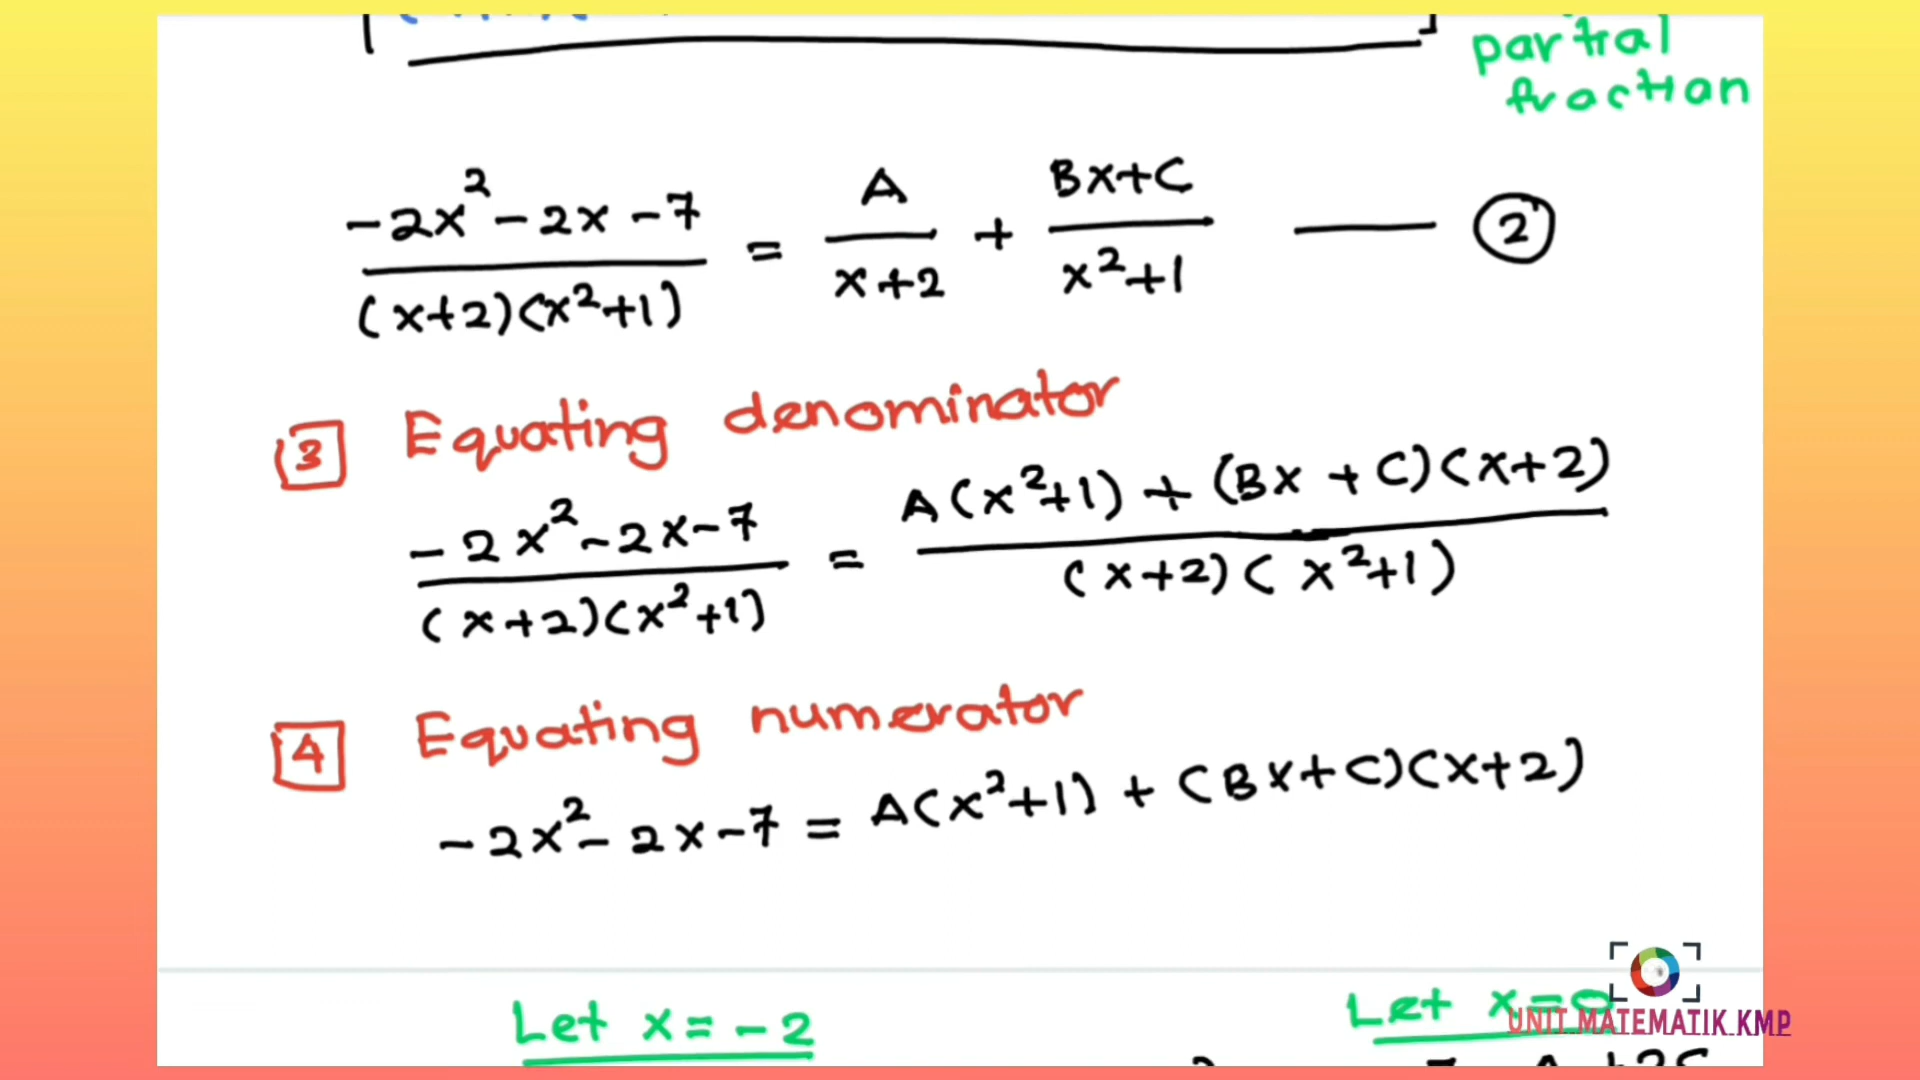 partial
fraction
-2x²-2x-7 / (x+2)(x²+1) = A / x+2 + Bx+C / x²+1 —— 2
3 Equating denominator
-2x²-2x-7 / (x+2)(x²+1) = A(x²+1) + (Bx + C)(x+2) / (x+2)(x²+1)
4 Equating numerator
-2x²-2x-7 = A(x²+1) + (Bx+C)(x+2)
Let x = -2
Let x=0
UNIT MATEMATIK KMP